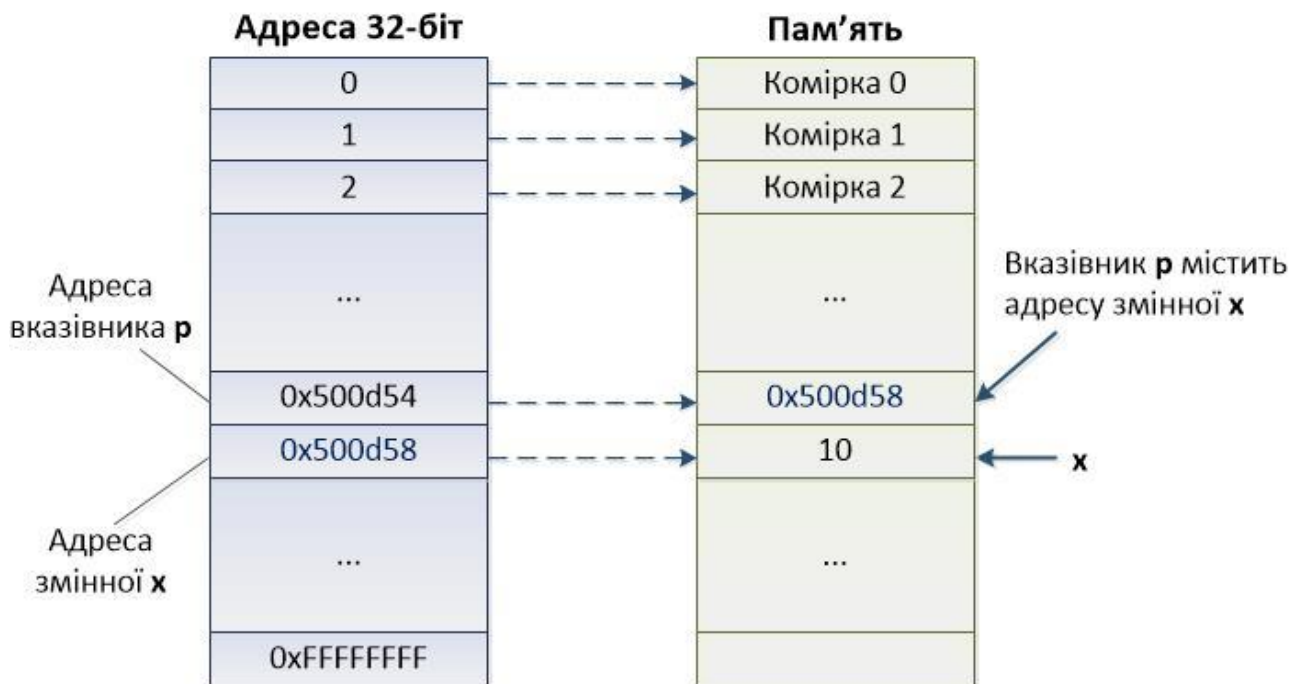 Адреса 32-біт
Пам’ять
0
Комірка 0
1
Комірка 1
2
Комірка 2
...
...
Адреса
вказівника p
Вказівник p містить
адресу змінної x
0x500d54
0x500d58
0x500d58
10
x
Адреса
змінної x
...
...
0xFFFFFFFF